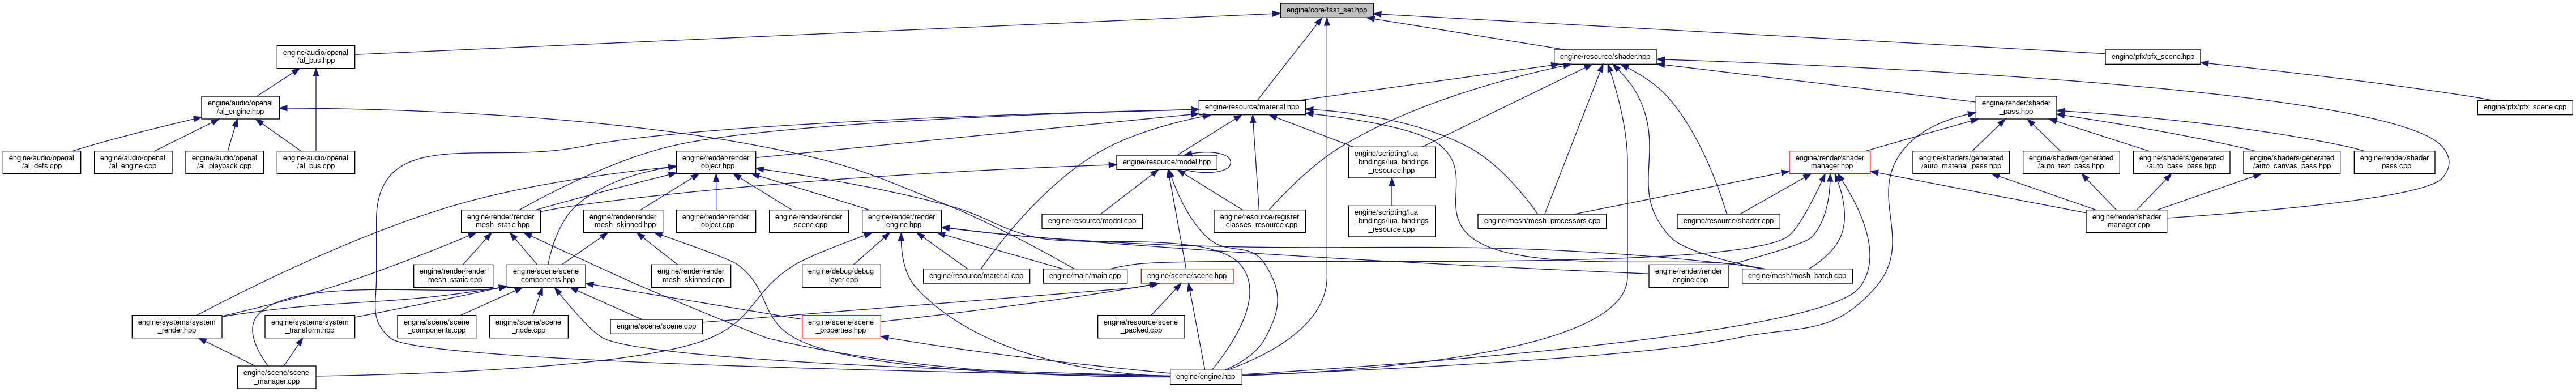 engine/core/fast_set.hpp
engine/audio/openal
/al_bus.hpp
engine/resource/shader.hpp
engine/pfx/pfx_scene.hpp
engine/audio/openal
/al_engine.hpp
engine/resource/material.hpp
engine/render/shader
_pass.hpp
engine/pfx/pfx_scene.cpp
engine/audio/openal
/al_defs.cpp
engine/audio/openal
/al_engine.cpp
engine/audio/openal
/al_playback.cpp
engine/audio/openal
/al_bus.cpp
engine/render/render
_object.hpp
engine/resource/model.hpp
engine/scripting/lua
_bindings/lua_bindings
_resource.hpp
engine/render/shader
_manager.hpp
engine/shaders/generated
/auto_material_pass.hpp
engine/shaders/generated
/auto_text_pass.hpp
engine/shaders/generated
/auto_base_pass.hpp
engine/shaders/generated
/auto_canvas_pass.hpp
engine/render/shader
_pass.cpp
engine/render/render
_mesh_static.hpp
engine/render/render
_mesh_skinned.hpp
engine/render/render
_object.cpp
engine/render/render
_scene.cpp
engine/render/render
_engine.hpp
engine/resource/model.cpp
engine/resource/register
_classes_resource.cpp
engine/scripting/lua
_bindings/lua_bindings
_resource.cpp
engine/mesh/mesh_processors.cpp
engine/resource/shader.cpp
engine/render/shader
_manager.cpp
engine/render/render
_mesh_static.cpp
engine/scene/scene
_components.hpp
engine/render/render
_mesh_skinned.cpp
engine/debug/debug
_layer.cpp
engine/resource/material.cpp
engine/main/main.cpp
engine/scene/scene.hpp
engine/render/render
_engine.cpp
engine/mesh/mesh_batch.cpp
engine/systems/system
_render.hpp
engine/systems/system
_transform.hpp
engine/scene/scene
_components.cpp
engine/scene/scene
_node.cpp
engine/scene/scene.cpp
engine/scene/scene
_properties.hpp
engine/resource/scene
_packed.cpp
engine/scene/scene
_manager.cpp
engine/engine.hpp